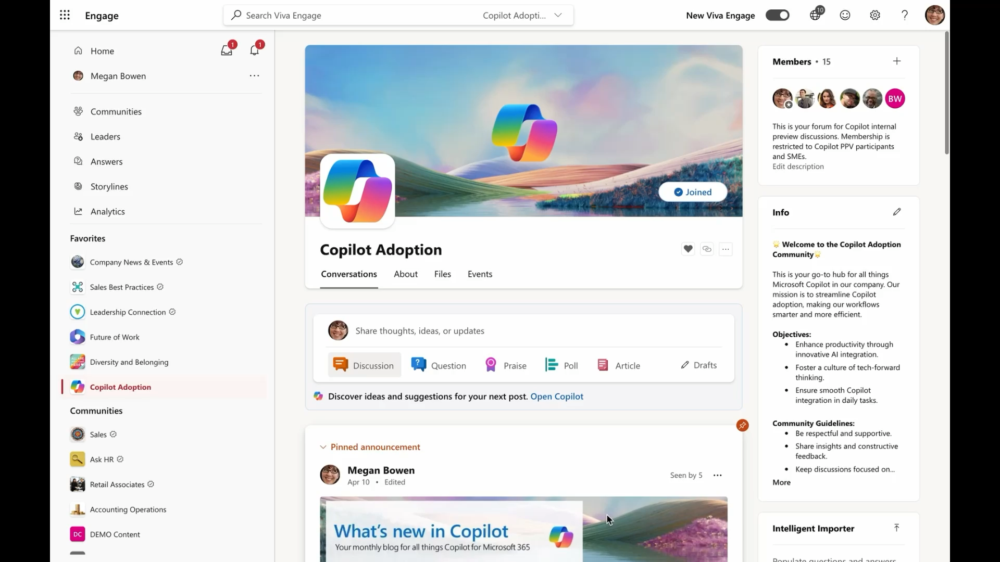 Engage
Search Viva Engage
Copilot Adopti...
New Viva Engage
10
Home
1
1
Megan Bowen
Communities
Leaders
Answers
Storylines
Analytics
Favorites
Company News & Events
Sales Best Practices
Leadership Connection
Future of Work
ALL ARE WELCOME HERE
Diversity and Belonging
Copilot Adoption
Communities
Sales
Ask HR
Retail Associates
Accounting Operations
DC
DEMO Content
Joined
Copilot Adoption
Conversations
About
Files
Events
Share thoughts, ideas, or updates
Discussion
Question
Praise
Poll
Article
Drafts
Discover ideas and suggestions for your next post. Open Copilot
Pinned announcement
Megan Bowen
Apr 10 • Edited
Seen by 5
What's new in Copilot
Your monthly blog for all things Copilot for Microsoft 365
Members • 15
BW
This is your forum for Copilot internal
preview discussions. Membership is
restricted to Copilot PPV participants
and SMEs.
Edit description
Info
🌟 Welcome to the Copilot Adoption
Community🌟
This is your go-to hub for all things
Microsoft Copilot in our company. Our
mission is to streamline Copilot
adoption, making our workflows
smarter and more efficient.
Objectives:
• Enhance productivity through
innovative AI integration.
• Foster a culture of tech-forward
thinking.
• Ensure smooth Copilot
integration in daily tasks.
Community Guidelines:
• Be respectful and supportive.
• Share insights and constructive
feedback.
• Keep discussions focused on...
More
Intelligent Importer
Populate questions and answers